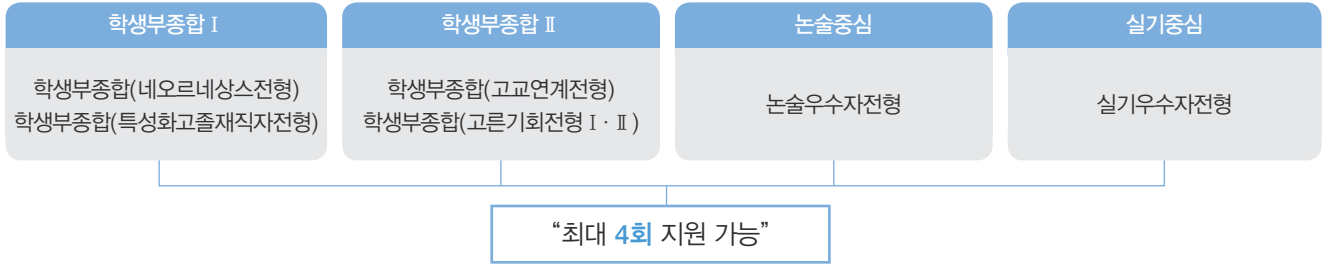 학생부종합 Ⅰ
학생부종합(네오르네상스전형)
학생부종합(특성화고졸재직자전형)
학생부종합 Ⅱ
학생부종합(고교연계전형)
학생부종합(고른기회전형 Ⅰ · Ⅱ)
논술중심
논술우수자전형
실기중심
실기우수자전형
“최대 4회 지원 가능”